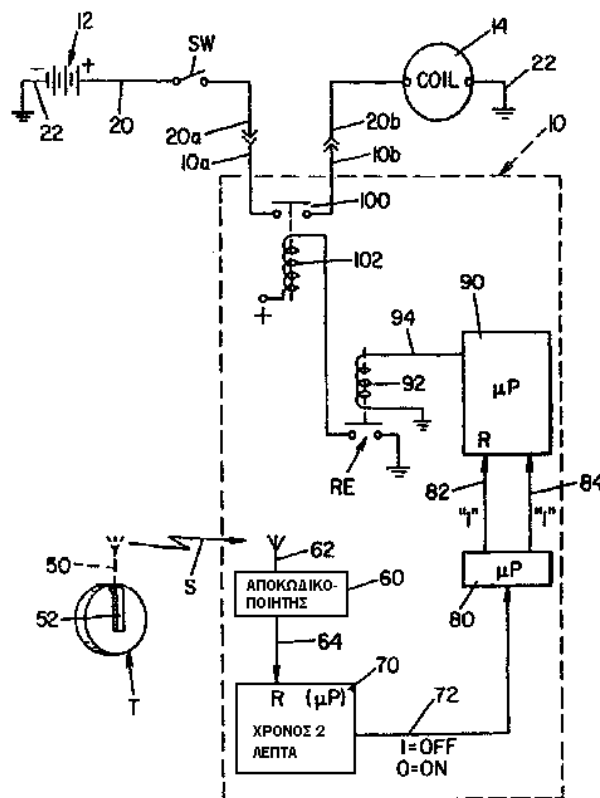 12
SW
14
COIL
− +
22
20
22
20a
20b
10
10a
10b
100
102
+
90
94
μP
92
R
RE
82
84
"1" "1"
50
S
62
μP
ΑΠΟΚΩΔΙΚΟ-
ΠΟΙΗΤΗΣ
60
80
52
64
T
70
R (μP)
72
ΧΡΟΝΟΣ 2
ΛΕΠΤΑ
1=OFF
0=ON